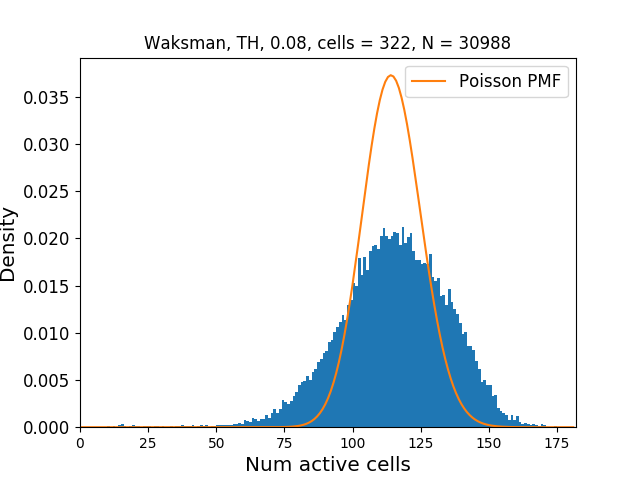 Waksman, TH, 0.08, cells = 322, N = 30988
Poisson PMF
Density
0.035
0.030
0.025
0.020
0.015
0.010
0.005
0.000
0 25 50 75 100 125 150 175
Num active cells